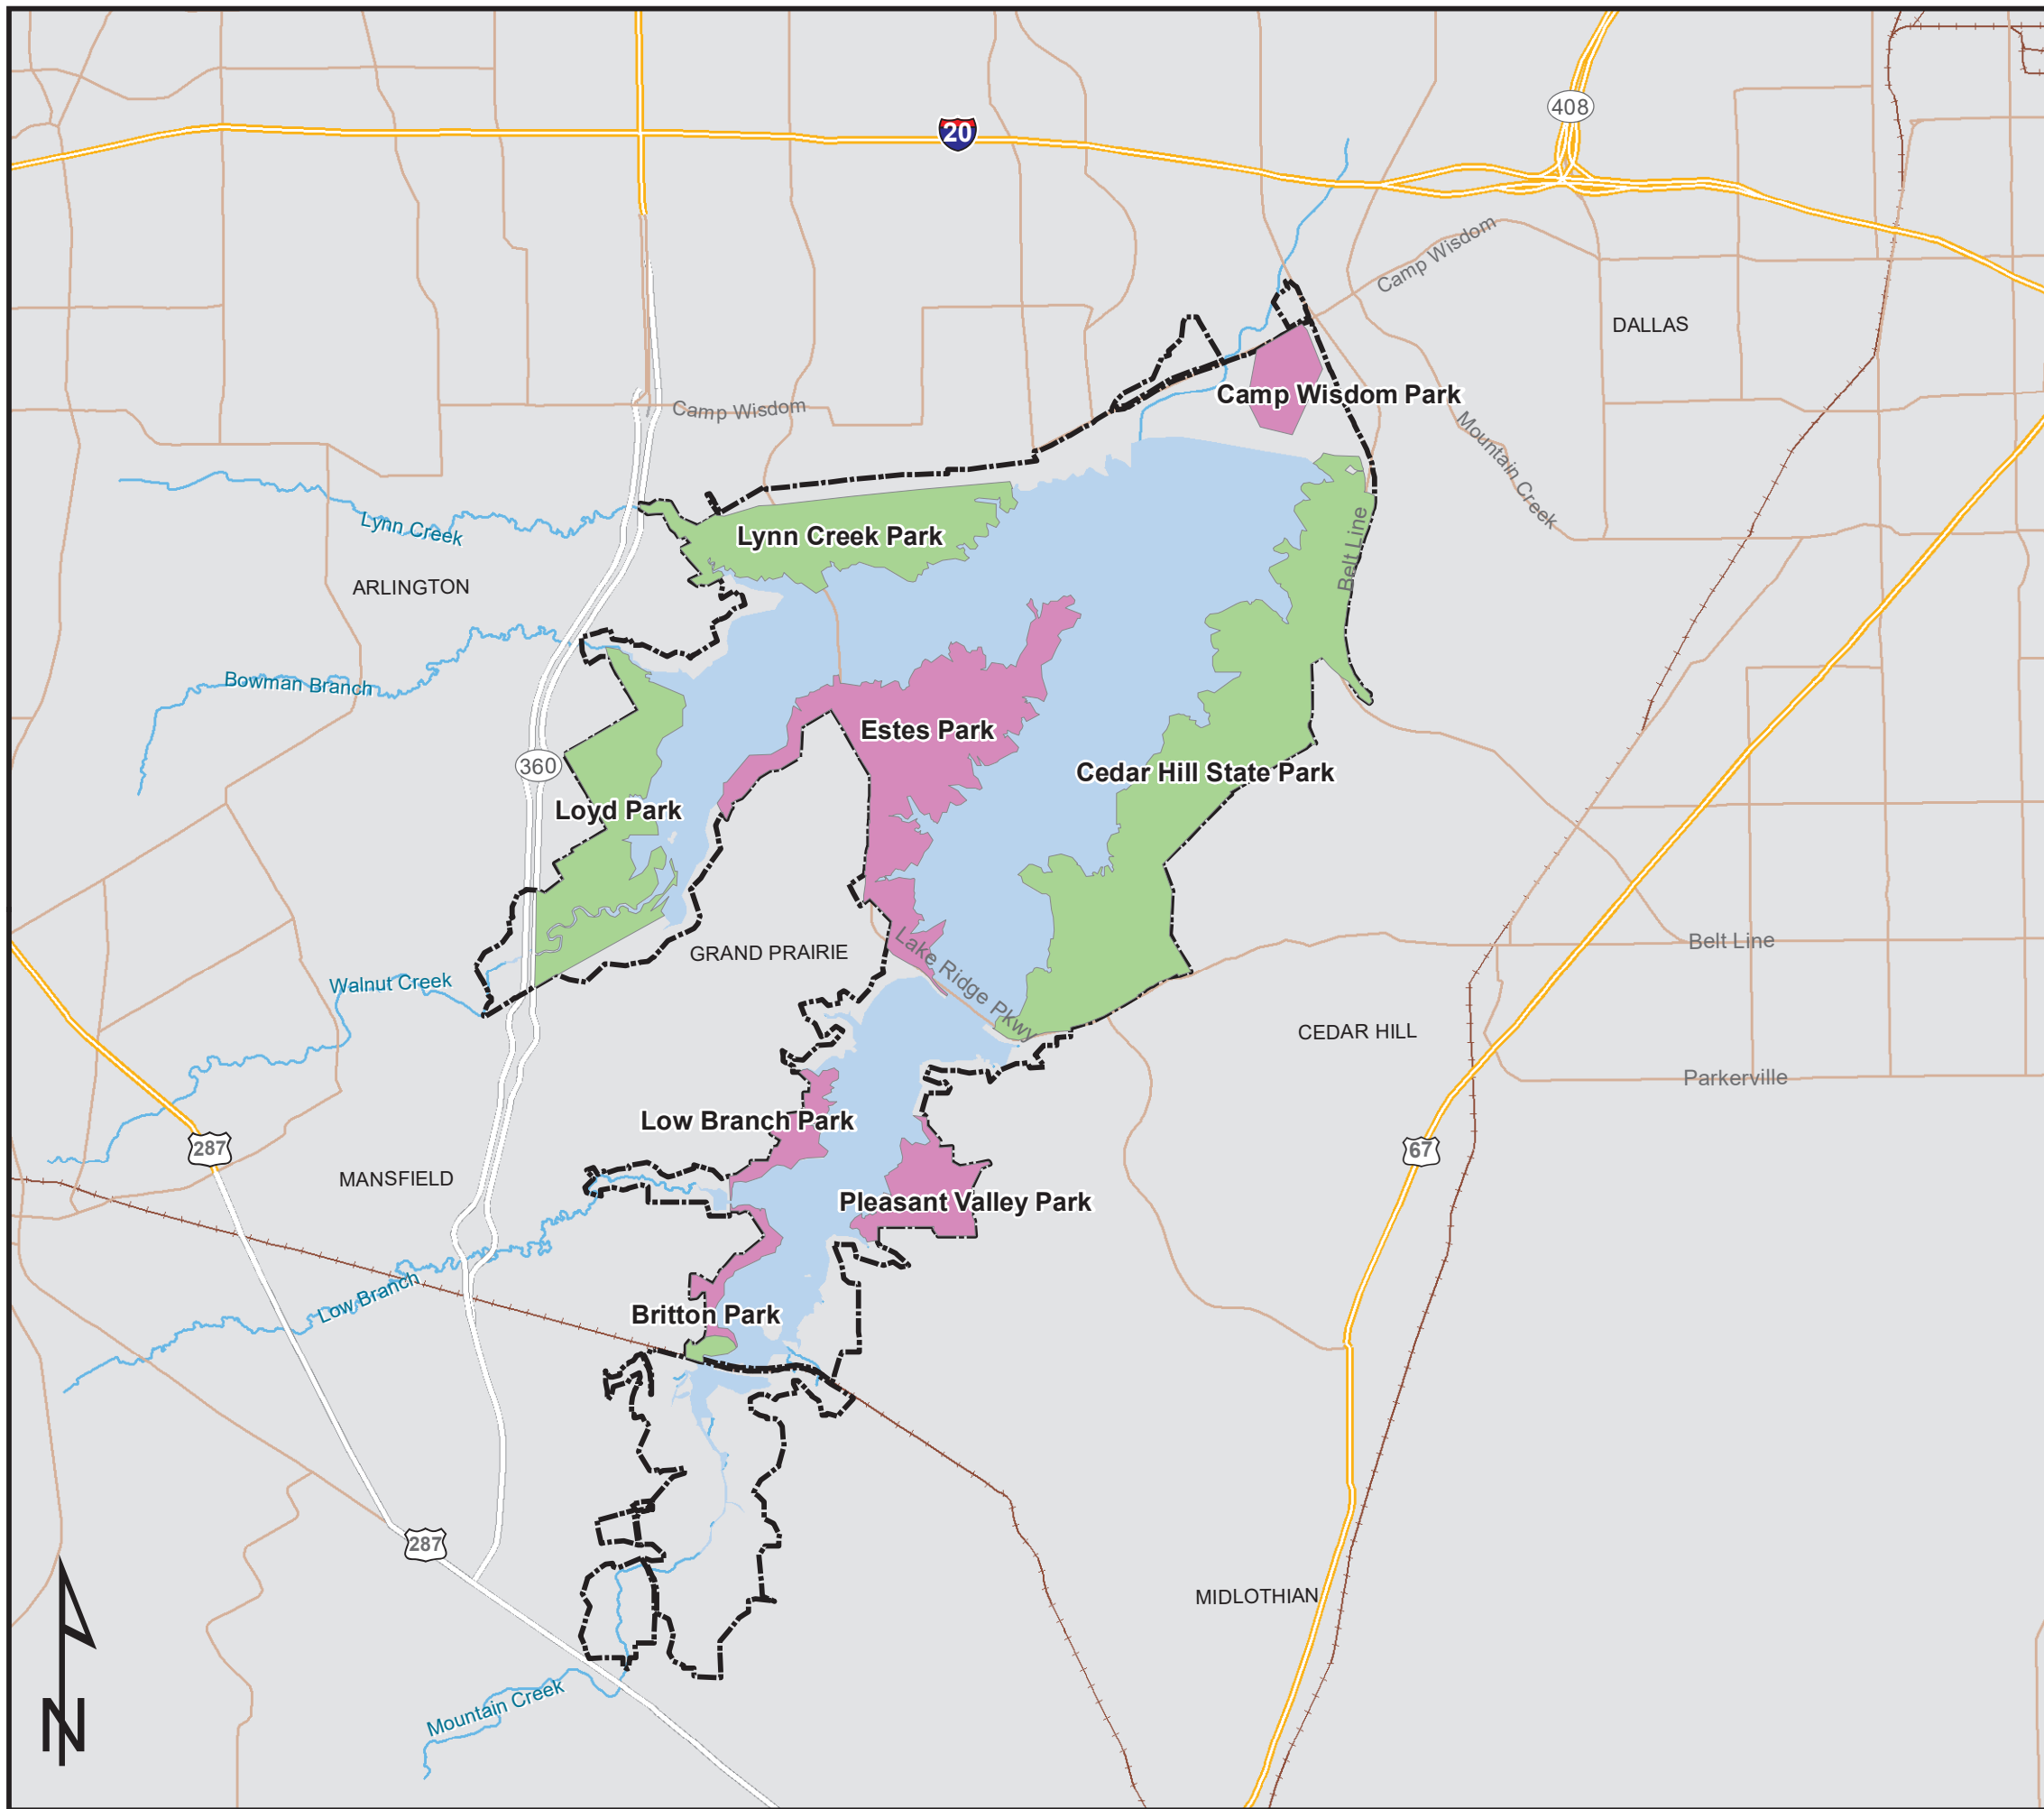 408
20
Camp Wisdom
DALLAS
Camp Wisdom Park
Camp Wisdom
Mountain Creek
Lynn Creek
Lynn Creek Park
Belt Line
ARLINGTON
Bowman Branch
Estes Park
360
Cedar Hill State Park
Loyd Park
Lake Ridge Pkwy
Belt Line
GRAND PRAIRIE
Walnut Creek
CEDAR HILL
Parkerville
Low Branch Park
287
67
MANSFIELD
Pleasant Valley Park
Low Branch
Britton Park
287
MIDLOTHIAN
Mountain Creek
N